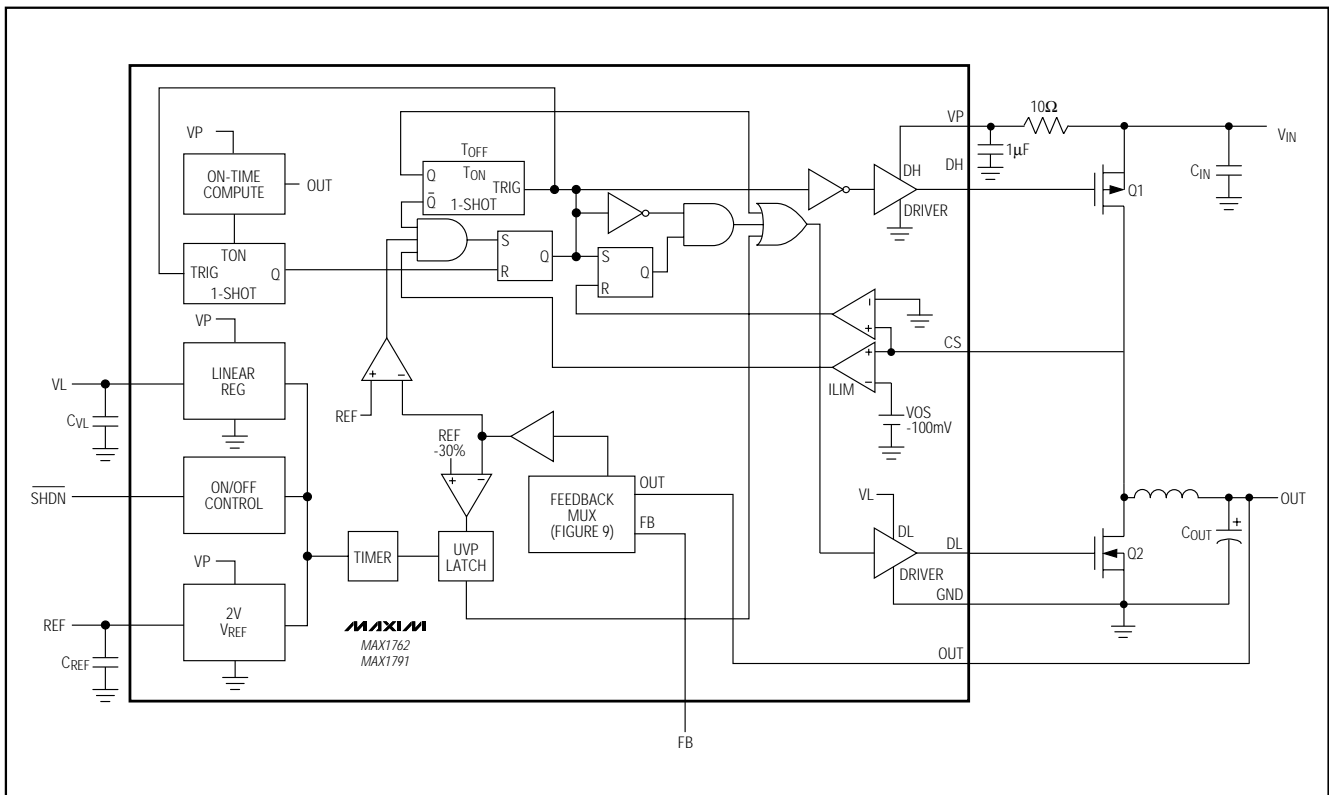 VP
ON-TIME
COMPUTE
OUT
TON
TRIG
Q
1-SHOT
VP
LINEAR
REG
VL
CVL
SHDN
ON/OFF
CONTROL
VP
2V
VREF
REF
CREF
TOFF
Q
TON
TRIG
Q
1-SHOT
S
R
Q
S
R
Q
+
–
REF
REF
-30%
+
–
TIMER
UVP
LATCH
MAXIM
MAX1762
MAX1791
FEEDBACK
MUX
(FIGURE 9)
OUT
FB
FB
–
+
+
–
ILIM
VOS
-100mV
CS
DH
DRIVER
VP
DH
10Ω
1µF
VIN
CIN
Q1
VL
DL
DRIVER
DL
GND
OUT
Q2
OUT
COUT
+